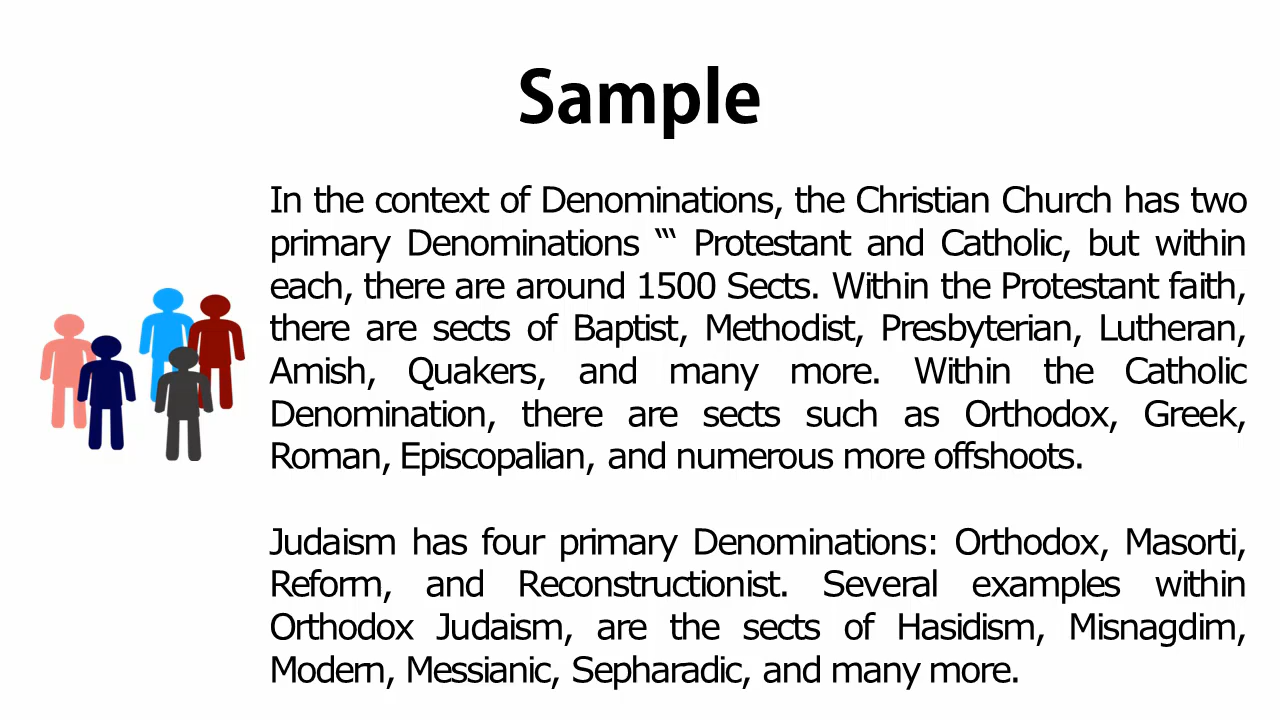 Sample
In the context of Denominations, the Christian Church has two
primary Denominations “‘ Protestant and Catholic, but within
each, there are around 1500 Sects. Within the Protestant faith,
there are sects of Baptist, Methodist, Presbyterian, Lutheran,
Amish, Quakers, and many more. Within the Catholic
Denomination, there are sects such as Orthodox, Greek,
Roman, Episcopalian, and numerous more offshoots.
Judaism has four primary Denominations: Orthodox, Masorti,
Reform, and Reconstructionist. Several examples within
Orthodox Judaism, are the sects of Hasidism, Misnagdim,
Modern, Messianic, Sepharadic, and many more.